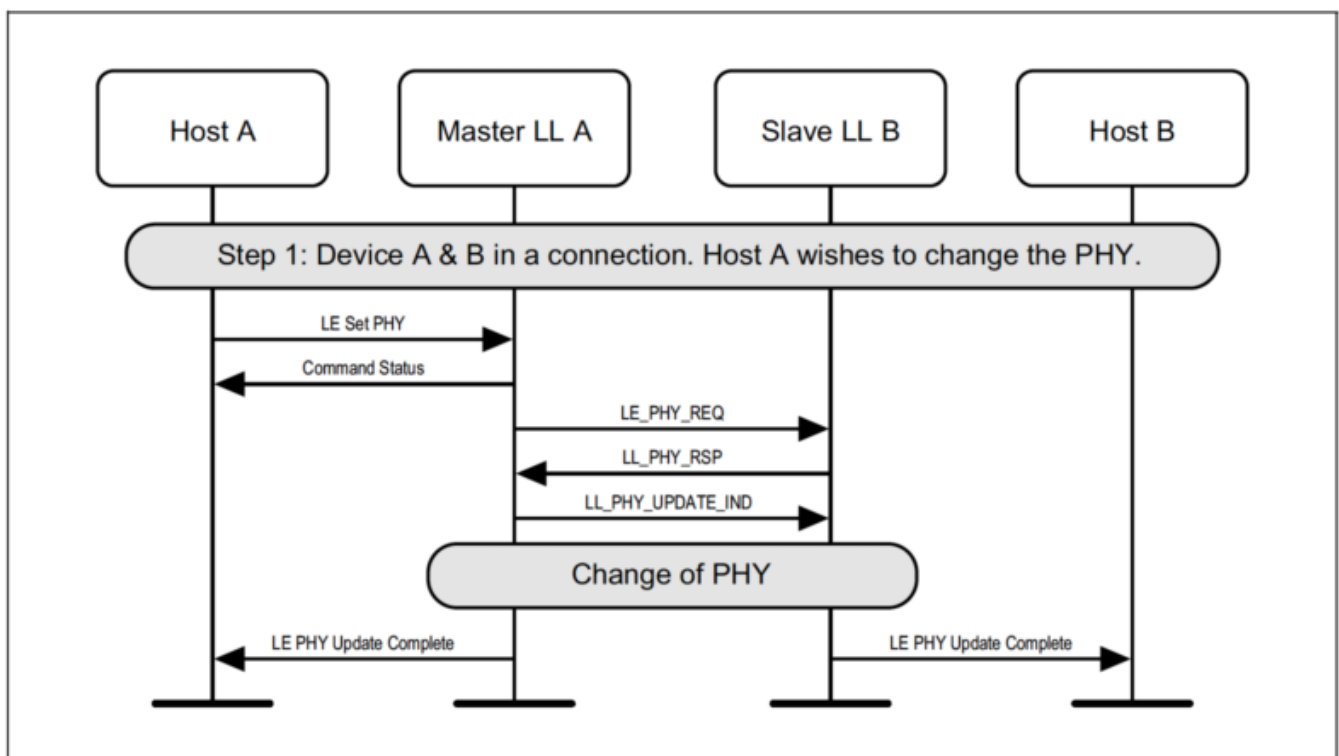 Host A
Master LL A
Slave LL B
Host B
Step 1: Device A & B in a connection. Host A wishes to change the PHY.
LE Set PHY
Command Status
LE_PHY_REQ
LL_PHY_RSP
LL_PHY_UPDATE_IND
Change of PHY
LE PHY Update Complete
LE PHY Update Complete